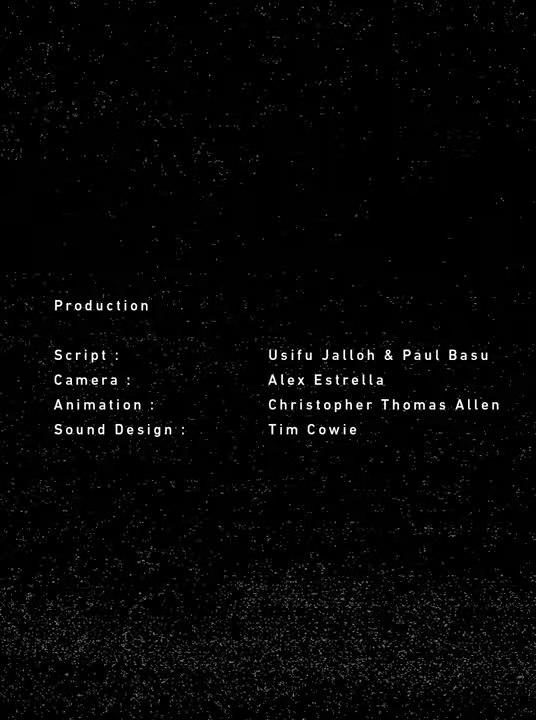 Production
Script : Usifu Jalloh & Paul Basu
Camera : Alex Estrella
Animation : Christopher Thomas Allen
Sound Design : Tim Cowie